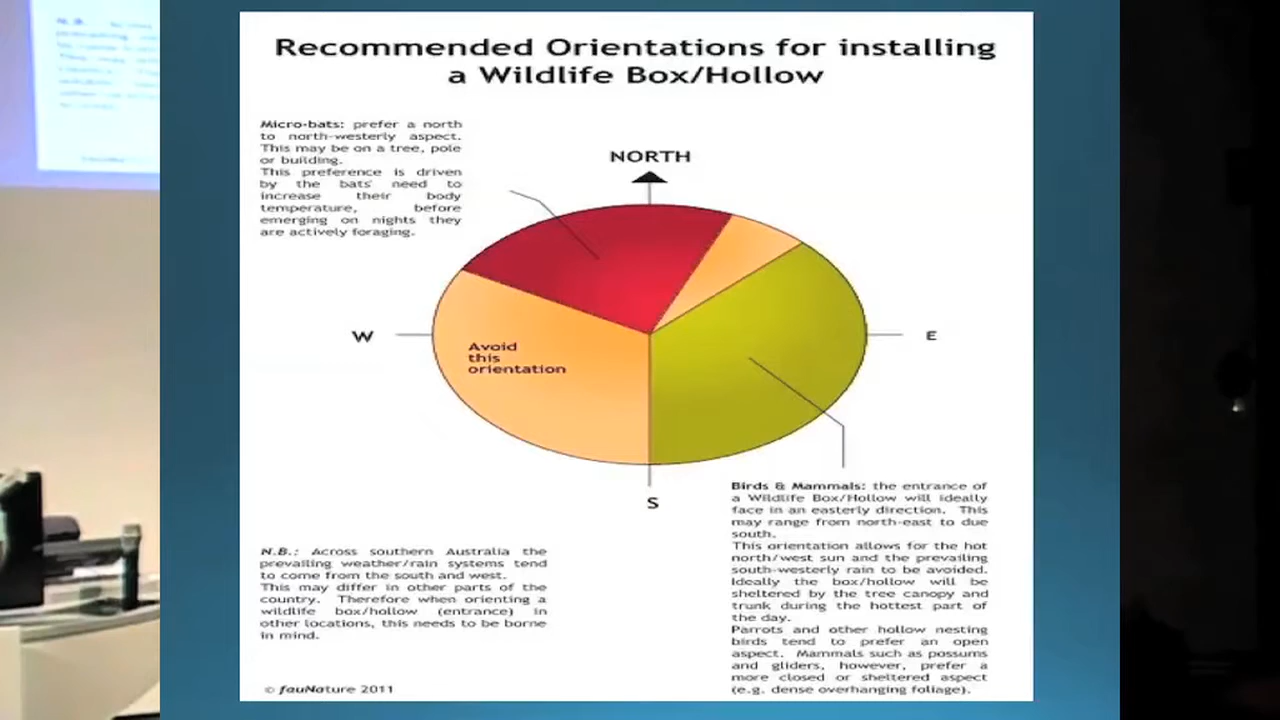 Recommended Orientations for installing
a Wildlife Box/Hollow
Micro-bats: prefer a north
to north-westerly aspect.
This may be on a tree, pole
or building.
This preference is driven
by the bats' need to
increase their body
temperature, before
emerging on nights they
are actively foraging.
NORTH
W
E
Avoid
this
orientation
S
Birds & Mammals: the entrance of
a Wildlife Box/Hollow will ideally
face in an easterly direction. This
may range from north-east to due
south.
This orientation allows for the hot
north/west sun and the prevailing
south-westerly rain to be avoided.
Ideally the box/hollow will be
sheltered by the tree canopy and
trunk during the hottest part of
the day.
Parrots and other hollow nesting
birds tend to prefer an open
aspect. Mammals such as possums
and gliders, however, prefer a
more closed or sheltered aspect
(e.g. dense overhanging foliage).
N.B.: Across southern Australia the
prevailing weather/rain systems tend
to come from the south and west.
This may differ in other parts of the
country. Therefore when orienting a
wildlife box/hollow (entrance) in
other locations, this needs to be borne
in mind.
© fauNature 2011